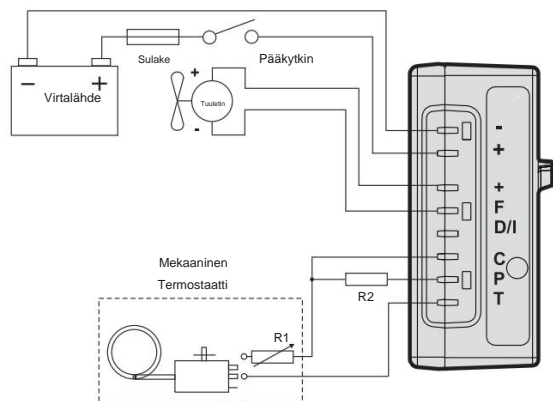 Sulake
Pääkytkin
− +
Virtalähde
+
Tuuletin
-
-
+
+
F
D/I
C
P
T
Mekaaninen
Termostaatti
R2
R1